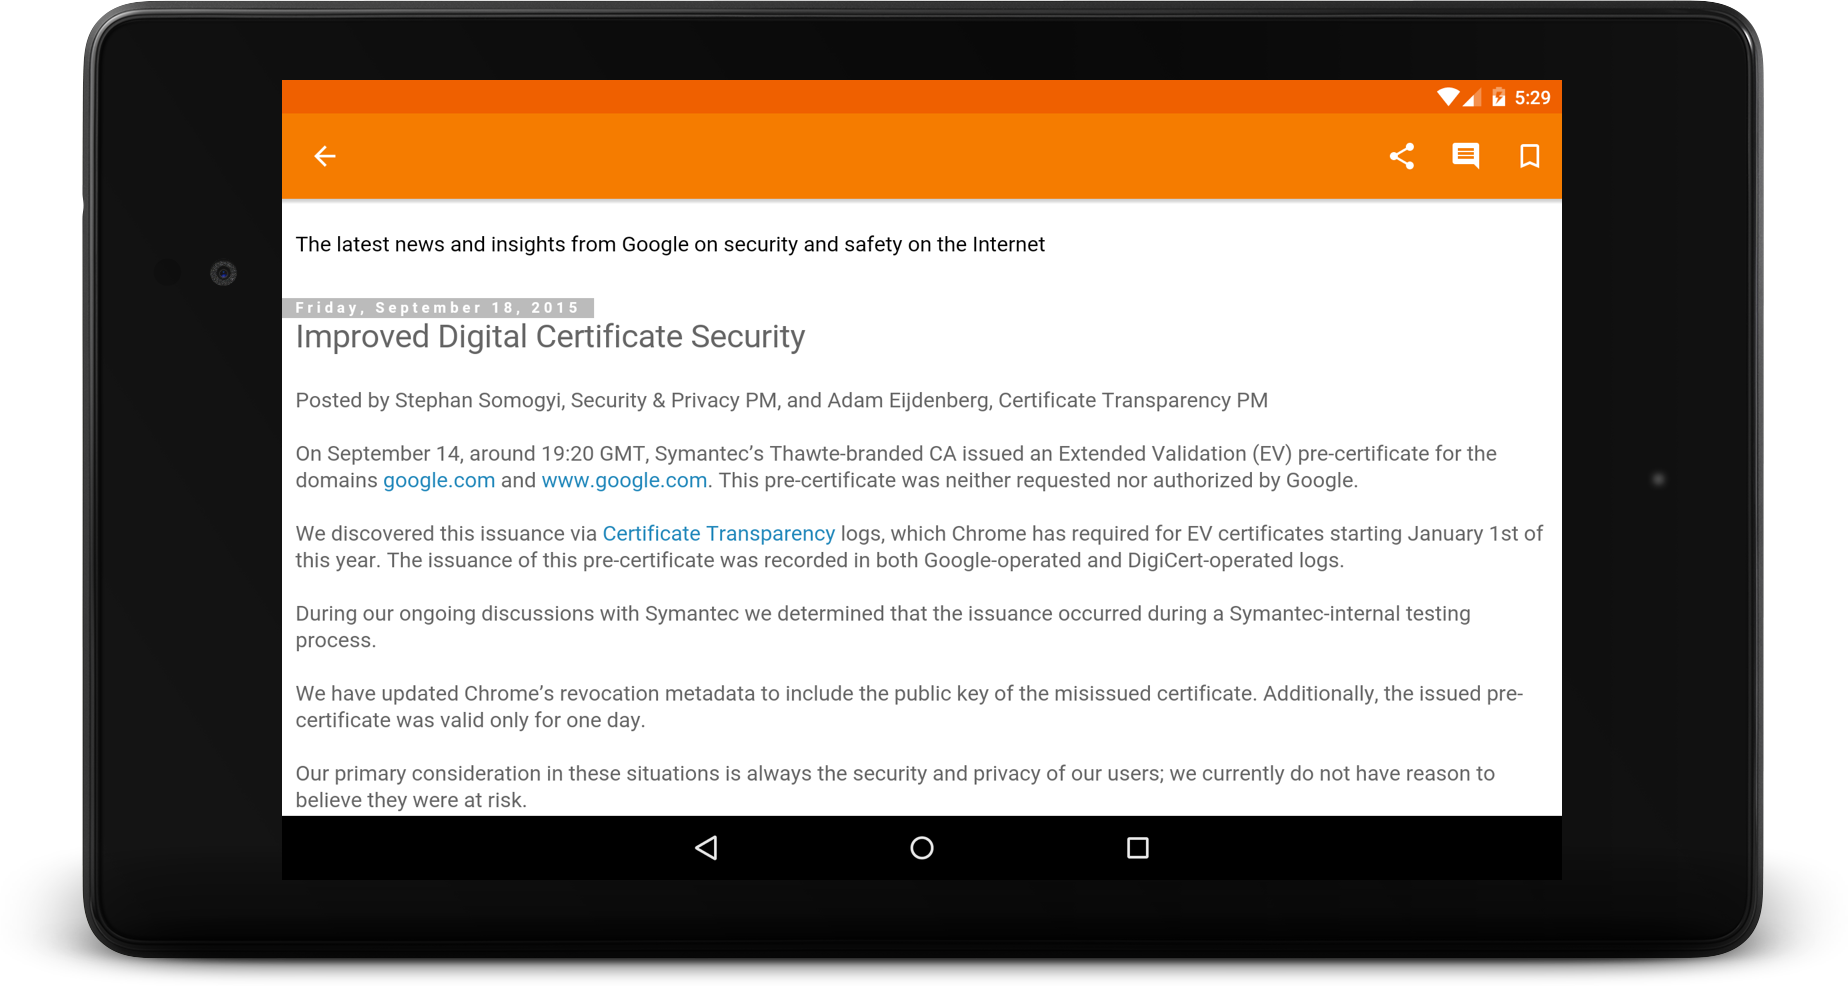 5:29
The latest news and insights from Google on security and safety on the Internet
Friday, September 18, 2015
Improved Digital Certificate Security
Posted by Stephan Somogyi, Security & Privacy PM, and Adam Eijdenberg, Certificate Transparency PM
On September 14, around 19:20 GMT, Symantec’s Thawte-branded CA issued an Extended Validation (EV) pre-certificate for the
domains google.com and www.google.com. This pre-certificate was neither requested nor authorized by Google.
We discovered this issuance via Certificate Transparency logs, which Chrome has required for EV certificates starting January 1st of
this year. The issuance of this pre-certificate was recorded in both Google-operated and DigiCert-operated logs.
During our ongoing discussions with Symantec we determined that the issuance occurred during a Symantec-internal testing
process.
We have updated Chrome’s revocation metadata to include the public key of the misissued certificate. Additionally, the issued pre-
certificate was valid only for one day.
Our primary consideration in these situations is always the security and privacy of our users; we currently do not have reason to
believe they were at risk.